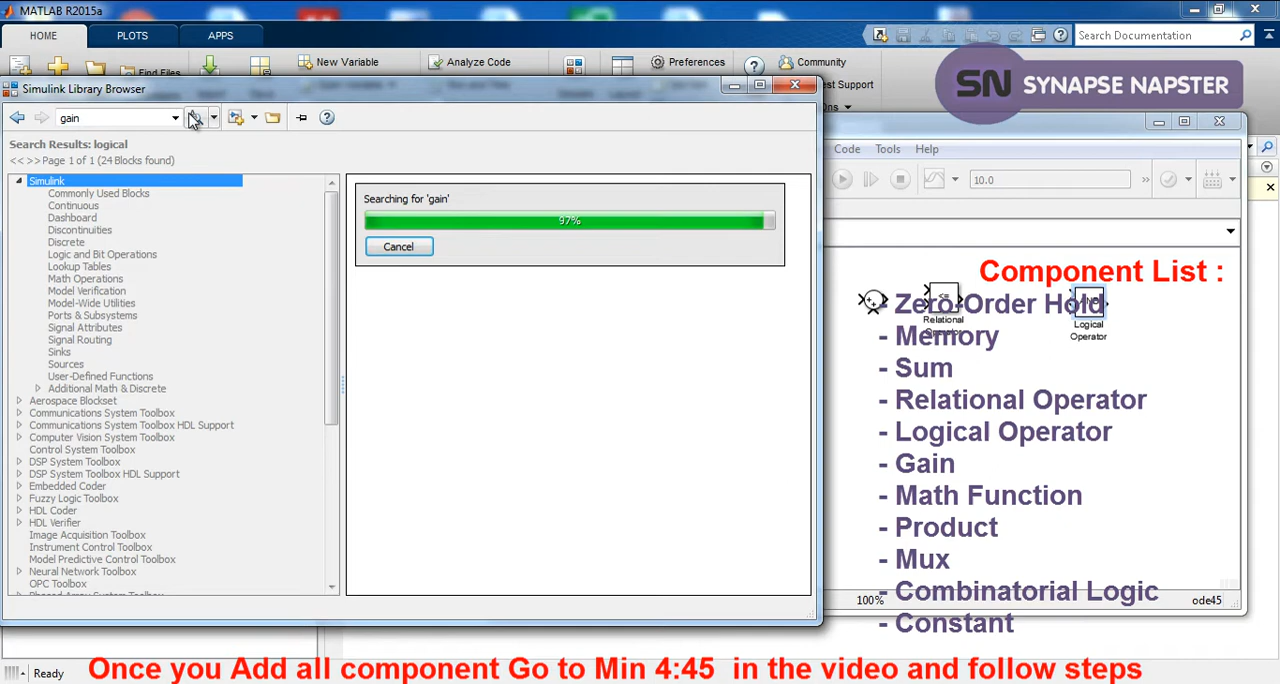 MATLAB R2015a
HOME
PLOTS
APPS
Search Documentation
Find Files
New Variable
Analyze Code
Preferences
Community
SN SYNAPSE NAPSTER
Simulink Library Browser
gain
Search Results: logical
<< >> Page 1 of 1 (24 Blocks found)
Simulink
Commonly Used Blocks
Continuous
Dashboard
Discontinuities
Discrete
Logic and Bit Operations
Lookup Tables
Math Operations
Model Verification
Model-Wide Utilities
Ports & Subsystems
Signal Attributes
Signal Routing
Sinks
Sources
User-Defined Functions
Additional Math & Discrete
Aerospace Blockset
Communications System Toolbox
Communications System Toolbox HDL Support
Computer Vision System Toolbox
Control System Toolbox
DSP System Toolbox
DSP System Toolbox HDL Support
Embedded Coder
Fuzzy Logic Toolbox
HDL Coder
HDL Verifier
Image Acquisition Toolbox
Instrument Control Toolbox
Model Predictive Control Toolbox
Neural Network Toolbox
OPC Toolbox
Searching for 'gain'
97%
Cancel
Code Tools Help
10.0
Component List :
- Zero-Order Hold
- Memory
- Sum
- Relational Operator
- Logical Operator
- Gain
- Math Function
- Product
- Mux
- Combinatorial Logic
- Constant
<=
Relational
Logical
Operator
100%
ode45
Ready
Once you Add all component Go to Min 4:45 in the video and follow steps